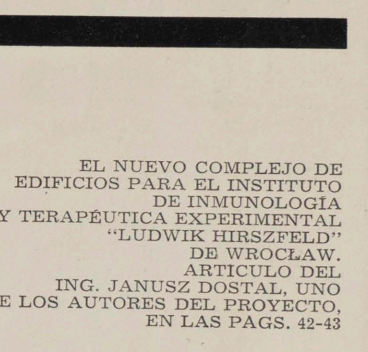 EL NUEVO COMPLEJO DE
EDIFICIOS PARA EL INSTITUTO
DE INMUNOLOGÍA
Y TERAPÉUTICA EXPERIMENTAL
“LUDWIK HIRSZFELD”
DE WROCŁAW.
ARTICULO DEL
ING. JANUSZ DOSTAL, UNO
E LOS AUTORES DEL PROYECTO,
EN LAS PAGS. 42-43